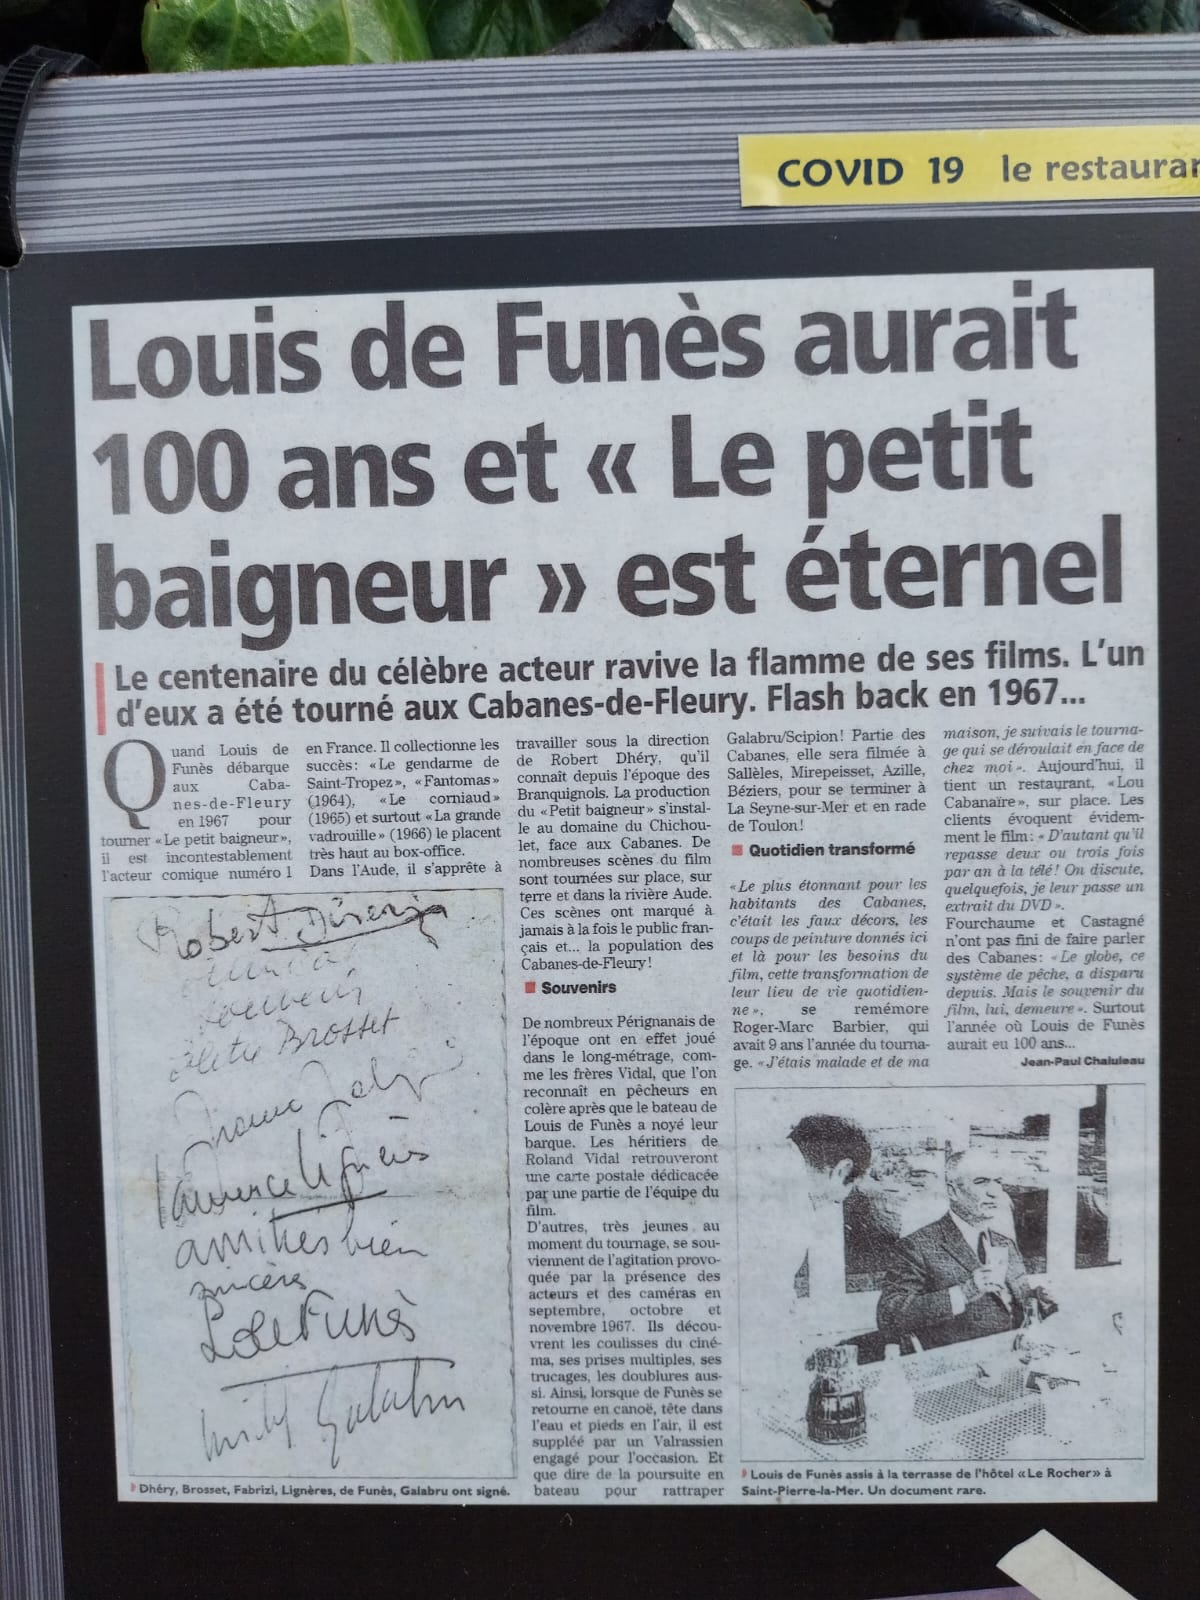 COVID 19 le restauran
Louis de Funès aurait
100 ans et « Le petit
baigneur » est éternel
Le centenaire du célèbre acteur ravive la flamme de ses films. L'un
d'eux a été tourné aux Cabanes-de-Fleury. Flash back en 1967...
Quand Louis de
Funès débarque
aux Caba-
nes-de-Fleury
en 1967 pour
tourner «Le petit baigneur»,
il est incontestablement
l'acteur comique numéro 1
en France. Il collectionne les
succès: «Le gendarme de
Saint-Tropez», «Fantomas»
(1964), «Le corniaud»
(1965) et surtout «La grande
vadrouille» (1966) le placent
très haut au box-office.
Dans l'Aude, il s'apprête à
travailler sous la direction
de Robert Dhéry, qu'il
connaît depuis l'époque des
Branquignols. La production
du «Petit baigneur» s'instal-
le au domaine du Chichou-
let, face aux Cabanes. De
nombreuses scènes du film
sont tournées sur place, sur
terre et dans la rivière Aude.
Ces scènes ont marqué à
jamais à la fois le public fran-
çais et... la population des
Cabanes-de-Fleury!
Souvenirs
De nombreux Pérignanais de
l'époque ont en effet joué
dans le long-métrage, com-
me les frères Vidal, que l'on
reconnaît en pêcheurs en
colère après que le bateau de
Louis de Funès a noyé leur
barque. Les héritiers de
Roland Vidal retrouveront
une carte postale dédicacée
par une partie de l'équipe du
film.
D'autres, très jeunes au
moment du tournage, se sou-
viennent de l'agitation provo-
quée par la présence des
acteurs et des caméras en
septembre, octobre et
novembre 1967. Ils décou-
vrent les coulisses du ciné-
ma, ses prises multiples, ses
trucages, les doublures aus-
si. Ainsi, lorsque de Funès se
retourne en canoë, tête dans
l'eau et pieds en l'air, il est
suppléé par un Valrassien
engagé pour l'occasion. Et
que dire de la poursuite en
bateau pour rattraper
Galabru/Scipion! Partie des
Cabanes, elle sera filmée à
Sallèles, Mirepeisset, Azille,
Béziers, pour se terminer à
La Seyne-sur-Mer et en rade
de Toulon!
Quotidien transformé
«Le plus étonnant pour les
habitants des Cabanes,
c'était les faux décors, les
coups de peinture donnés ici
et là pour les besoins du
film, cette transformation de
leur lieu de vie quotidien-
ne», se remémore
Roger-Marc Barbier, qui
avait 9 ans l'année du tourna-
ge. «J'étais malade et de ma
maison, je suivais le tourna-
ge qui se déroulait en face de
chez moi». Aujourd'hui, il
tient un restaurant, «Lou
Cabanaïre», sur place. Les
clients évoquent évidem-
ment le film: «D'autant qu'il
repasse deux ou trois fois
par an à la télé! On discute,
quelquefois, je leur passe un
extrait du DVD».
Fourchaume et Castagné
n'ont pas fini de faire parler
des Cabanes: «Le globe, ce
système de pêche, a disparu
depuis. Mais le souvenir du
film, lui, demeure». Surtout
l'année où Louis de Funès
aurait eu 100 ans...
Jean-Paul Chaluleau
Robert
Brosset
Franco
Laurence Lignères
amitiés bien
sincères
L de Funès
Galabru
Dhéry, Brosset, Fabrizi, Lignères, de Funès, Galabru ont signé.
Louis de Funès assis à la terrasse de l'hôtel «Le Rocher» à
Saint-Pierre-la-Mer. Un document rare.